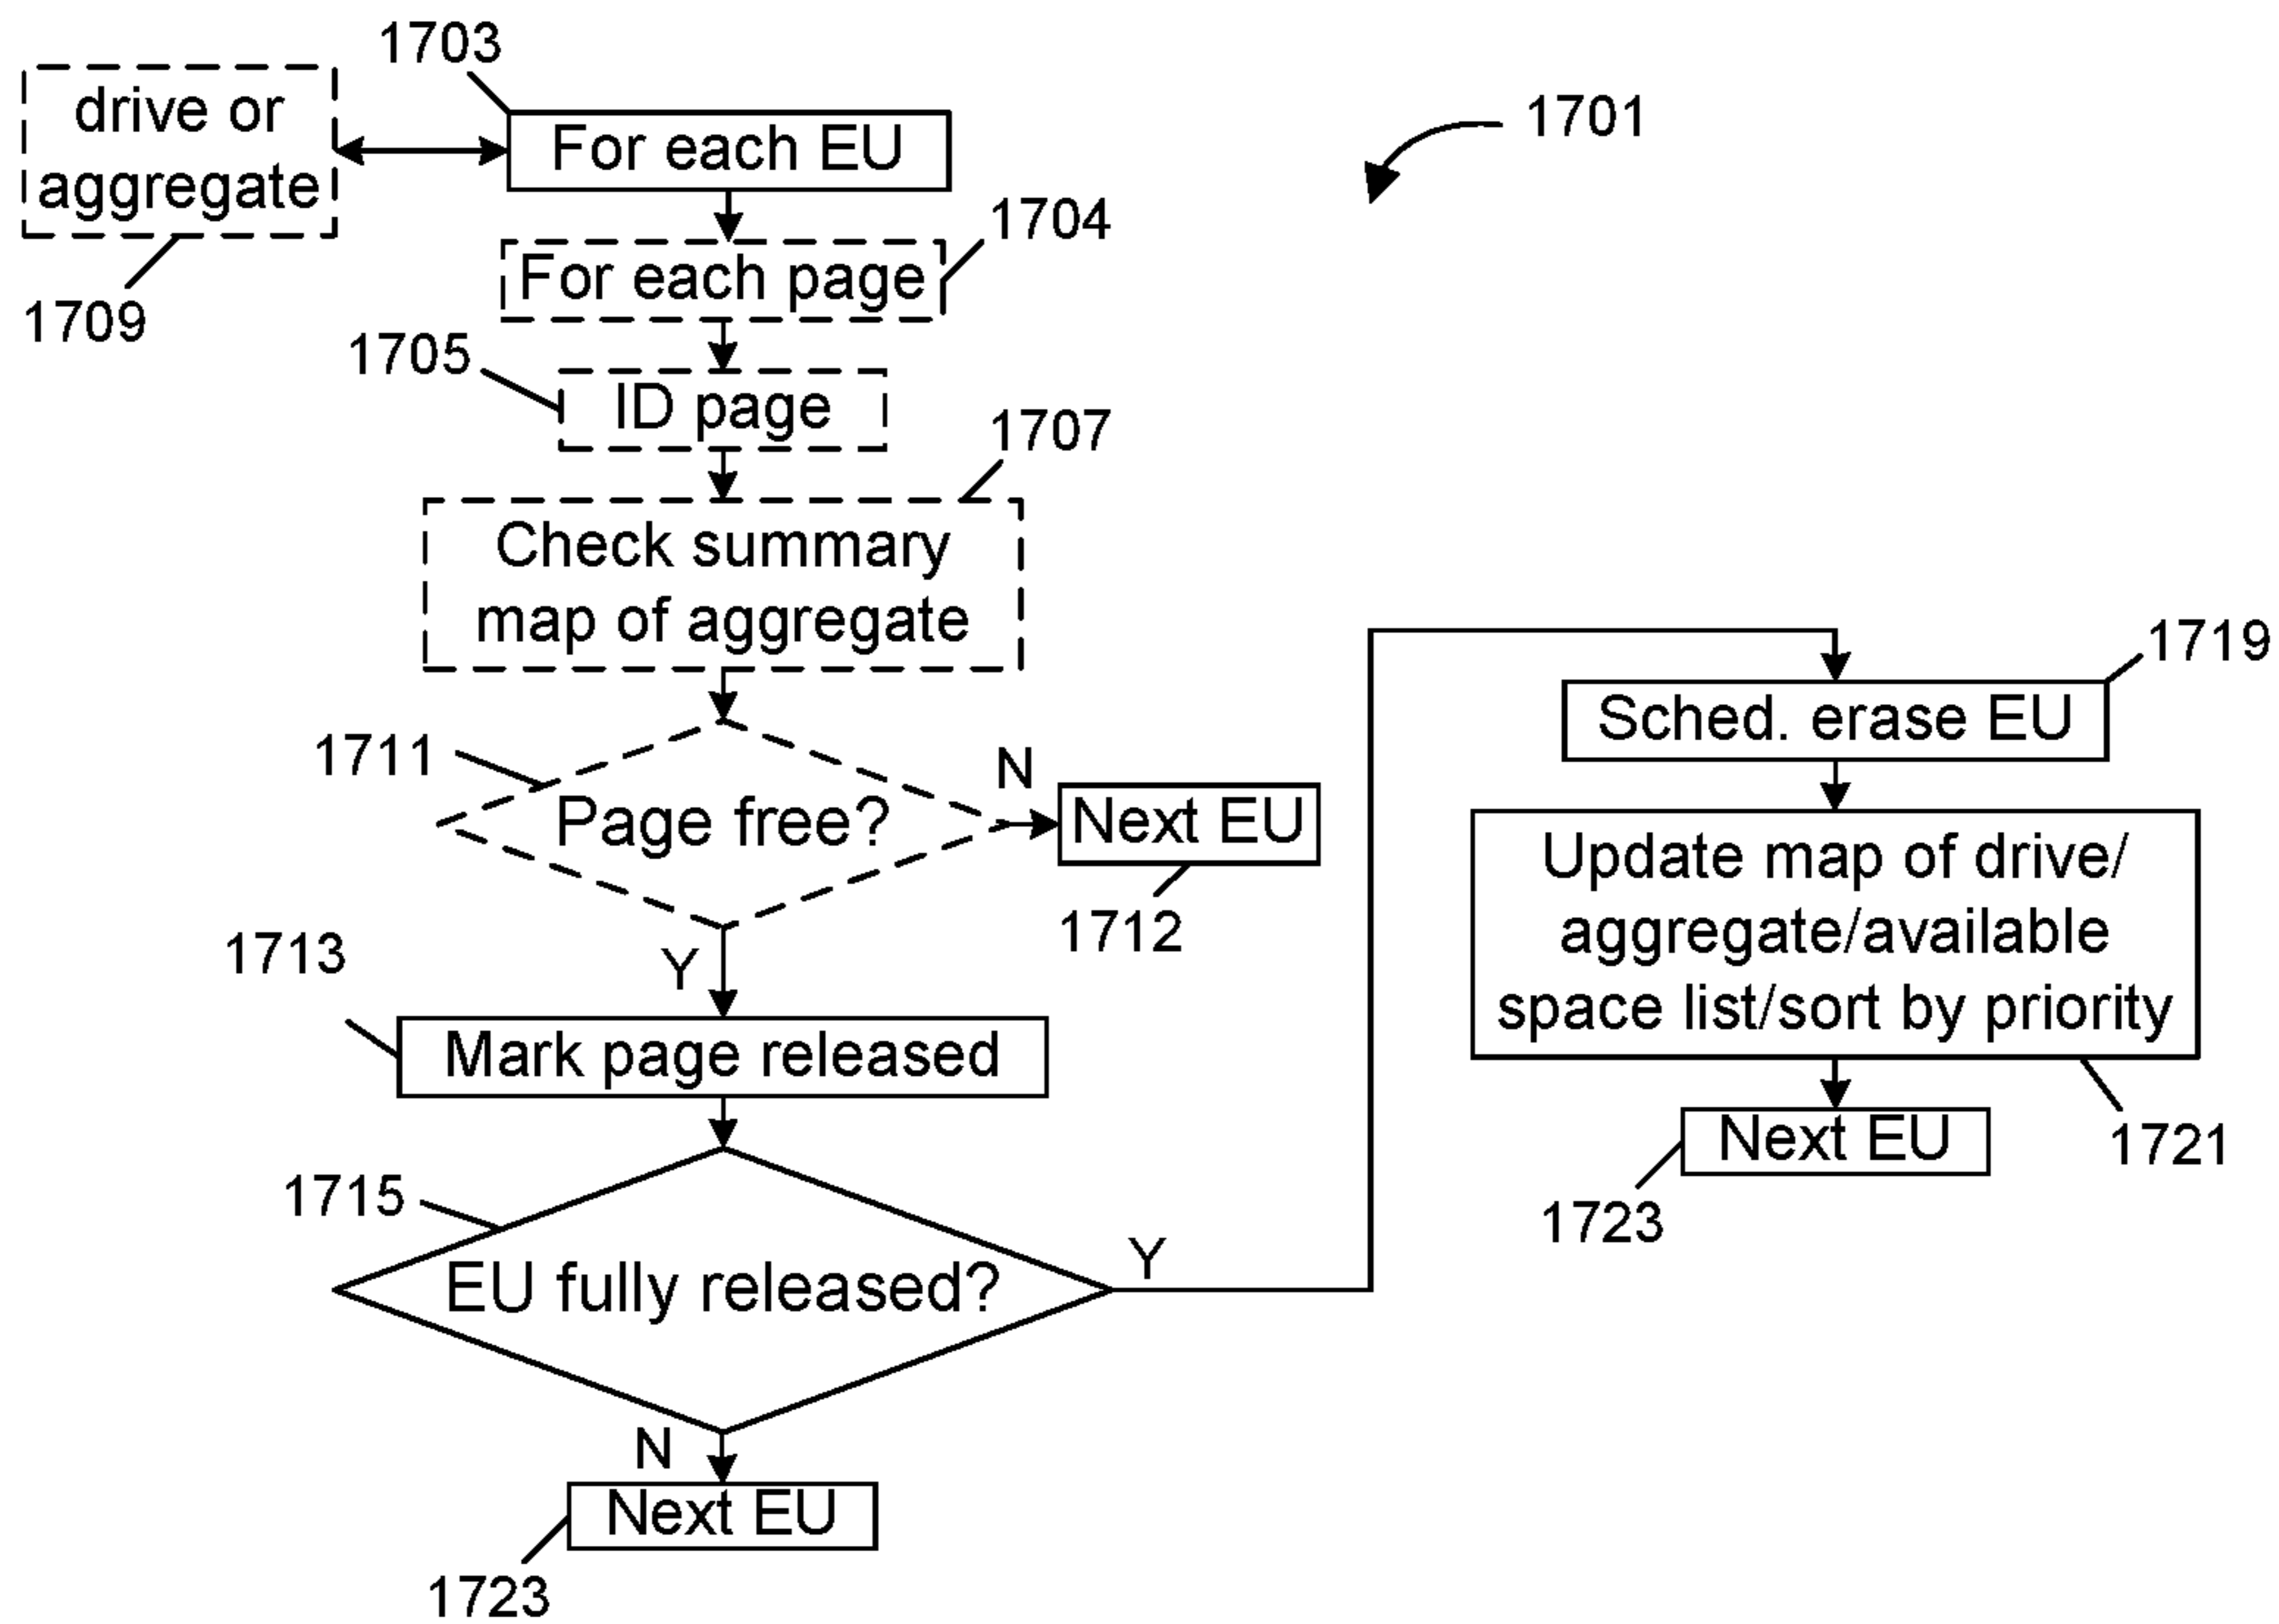 1703
drive or
aggregate
For each EU
1701
1704
For each page
1709
1705
ID page
1707
Check summary
map of aggregate
1719
Sched. erase EU
1711
N
Page free?
Next EU
1712
Update map of drive/
aggregate/available
space list/sort by priority
Y
1713
Mark page released
Next EU
1721
1723
1715
EU fully released?
Y
N
Next EU
1723